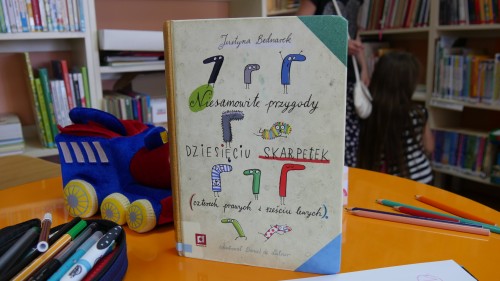 Justyna Bednarek
Niesamowite przygody
DZIESIĘCIU SKARPETEK
(czterech prawych i sześciu lewych).